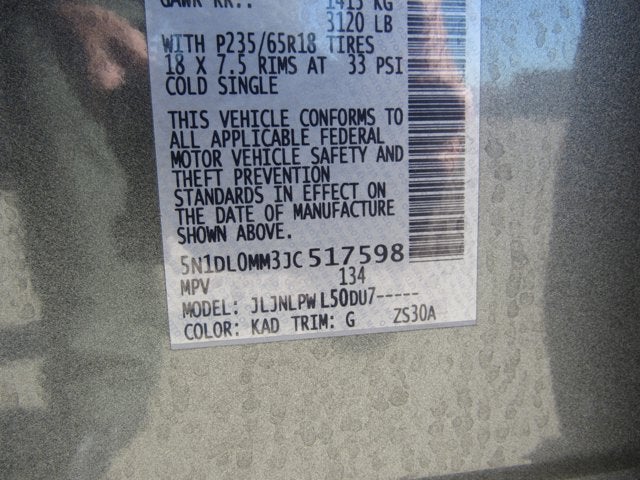 GAWR RR.: 1415 KG
3120 LB
WITH P235/65R18 TIRES
18 X 7.5 RIMS AT 33 PSI
COLD SINGLE
THIS VEHICLE CONFORMS TO
ALL APPLICABLE FEDERAL
MOTOR VEHICLE SAFETY AND
THEFT PREVENTION
STANDARDS IN EFFECT ON
THE DATE OF MANUFACTURE
SHOWN ABOVE.
5N1DL0MM3JC517598
MPV 134
MODEL: JLJNLPWL50DU7-----
COLOR: KAD TRIM: G ZS30A